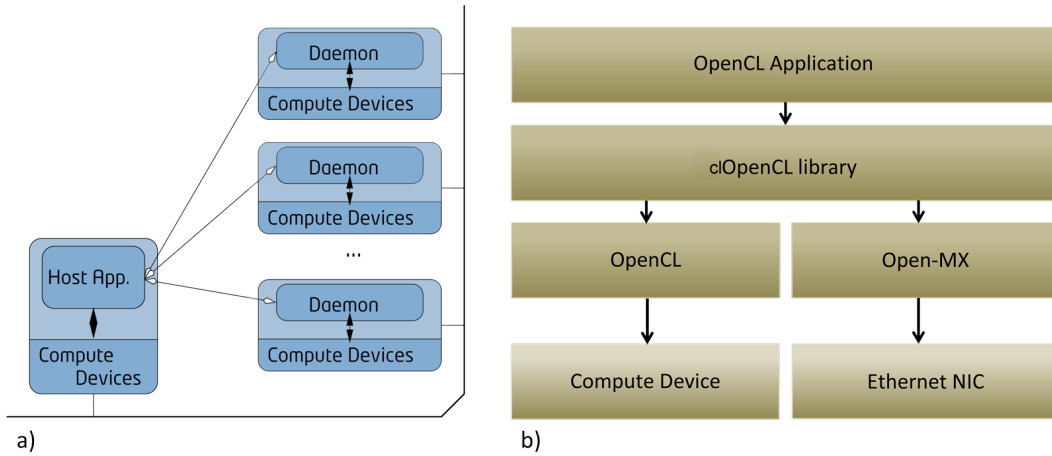 Daemon
Compute Devices
Daemon
Compute Devices
...
Host App.
Compute
Devices
Daemon
Compute Devices
a)
OpenCL Application
clOpenCL library
OpenCL
Open-MX
Compute Device
Ethernet NIC
b)